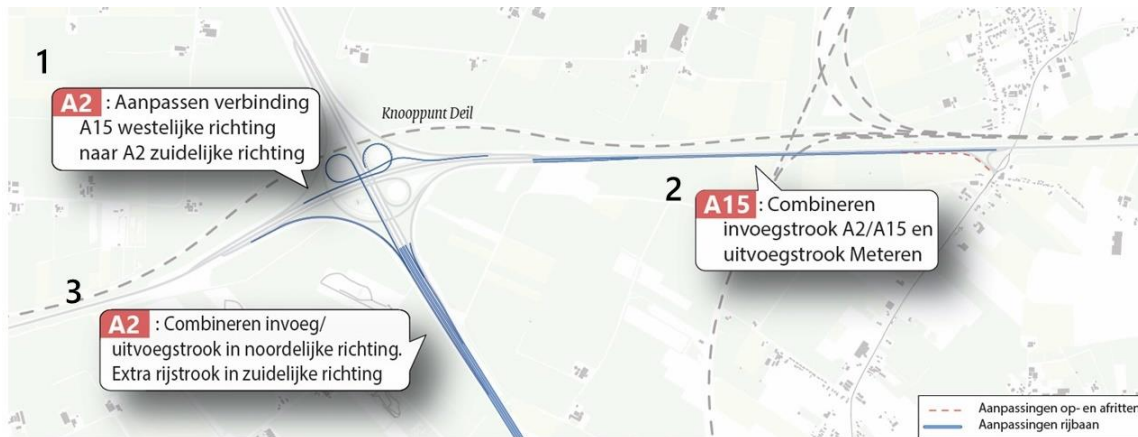 1
A2 : Aanpassen verbinding
A15 westelijke richting
naar A2 zuidelijke richting
Knooppunt Deil
2
A15 : Combineren
invoegstrook A2/A15 en
uitvoegstrook Meteren
3
A2 : Combineren invoeg/
uitvoegstrook in noordelijke richting.
Extra rijstrook in zuidelijke richting
Aanpassingen op- en afritten
Aanpassingen rijbaan